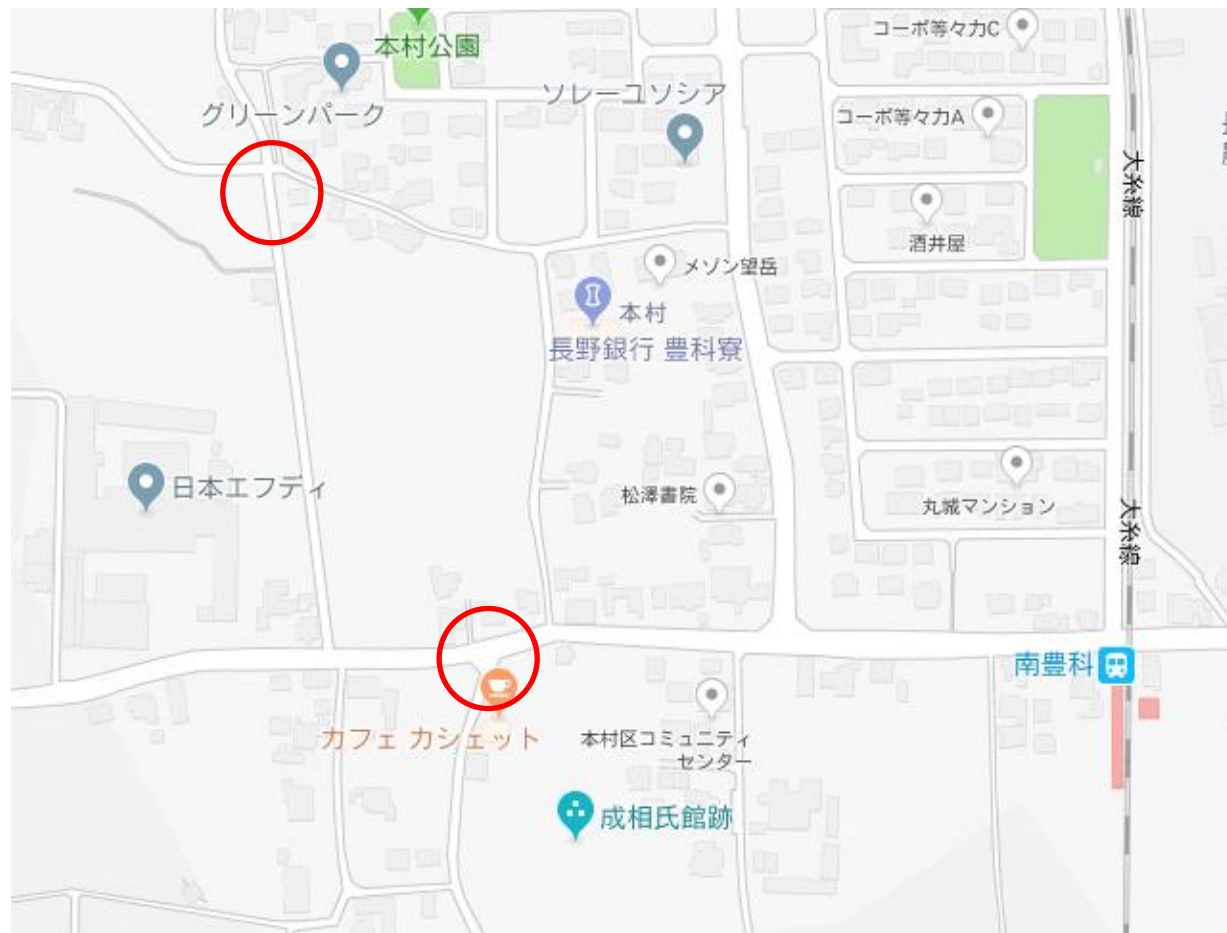 コーポ等々力C
本村公園
ソレーユソシア
グリーンパーク
コーポ等々力A
大糸線
酒井屋
メゾン望岳
本村
長野銀行 豊科寮
日本エフディ
松澤書院
丸城マンション
大糸線
南豊科
カフェ カシェット
本村区コミュニティ
センター
成相氏館跡